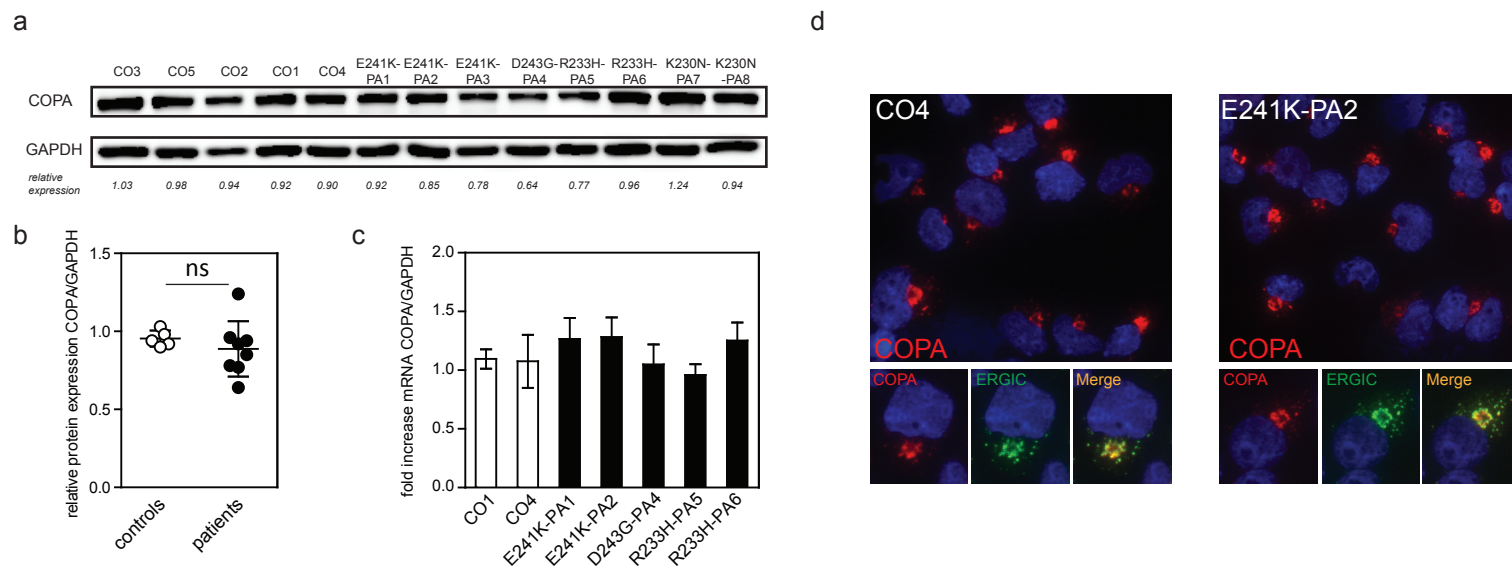 a
CO3 CO5 CO2 CO1 CO4 E241K-PA1 E241K-PA2 E241K-PA3 D243G-PA4 R233H-PA5 R233H-PA6 K230N-PA7 K230N-PA8
COPA
GAPDH
relative expression 1.03 0.98 0.94 0.92 0.90 0.92 0.85 0.78 0.64 0.77 0.96 1.24 0.94
b
relative protein expression COPA/GAPDH
1.5
1.0
0.5
0.0
ns
controls
patients
c
fold increase mRNA COPA/GAPDH
2.0
1.5
1.0
0.5
0.0
CO1
CO4
E241K-PA1
E241K-PA2
D243G-PA4
R233H-PA5
R233H-PA6
d
CO4
COPA
COPA
ERGIC
Merge
E241K-PA2
COPA
COPA
ERGIC
Merge